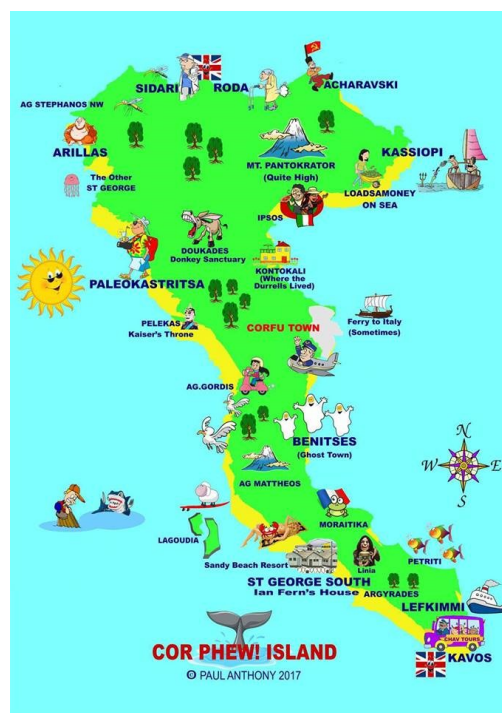 SIDARI
RODA
ACHARAVSKI
AG STEPHANOS NW
ARILLAS
MT. PANTOKRATOR
(Quite High)
KASSIOPI
The Other
ST GEORGE
LOADSAMONEY
ON SEA
IPSOS
DOUKADES
Donkey Sanctuary
KONTOKALI
(Where the
Durrells Lived)
PALEOKASTRITSA
PELEKAS
Kaiser's Throne
CORFU TOWN
Ferry to Italy
(Sometimes)
AG.GORDIS
BENITSES
(Ghost Town)
N
W
E
S
AG MATTHEOS
MORAITIKA
LAGOUDIA
Sandy Beach Resort
Linia
PETRITI
ST GEORGE SOUTH
Ian Fern's House
ARGYRADES
LEFKIMMI
CHAV TOURS
KAVOS
COR PHEW! ISLAND
© PAUL ANTHONY 2017